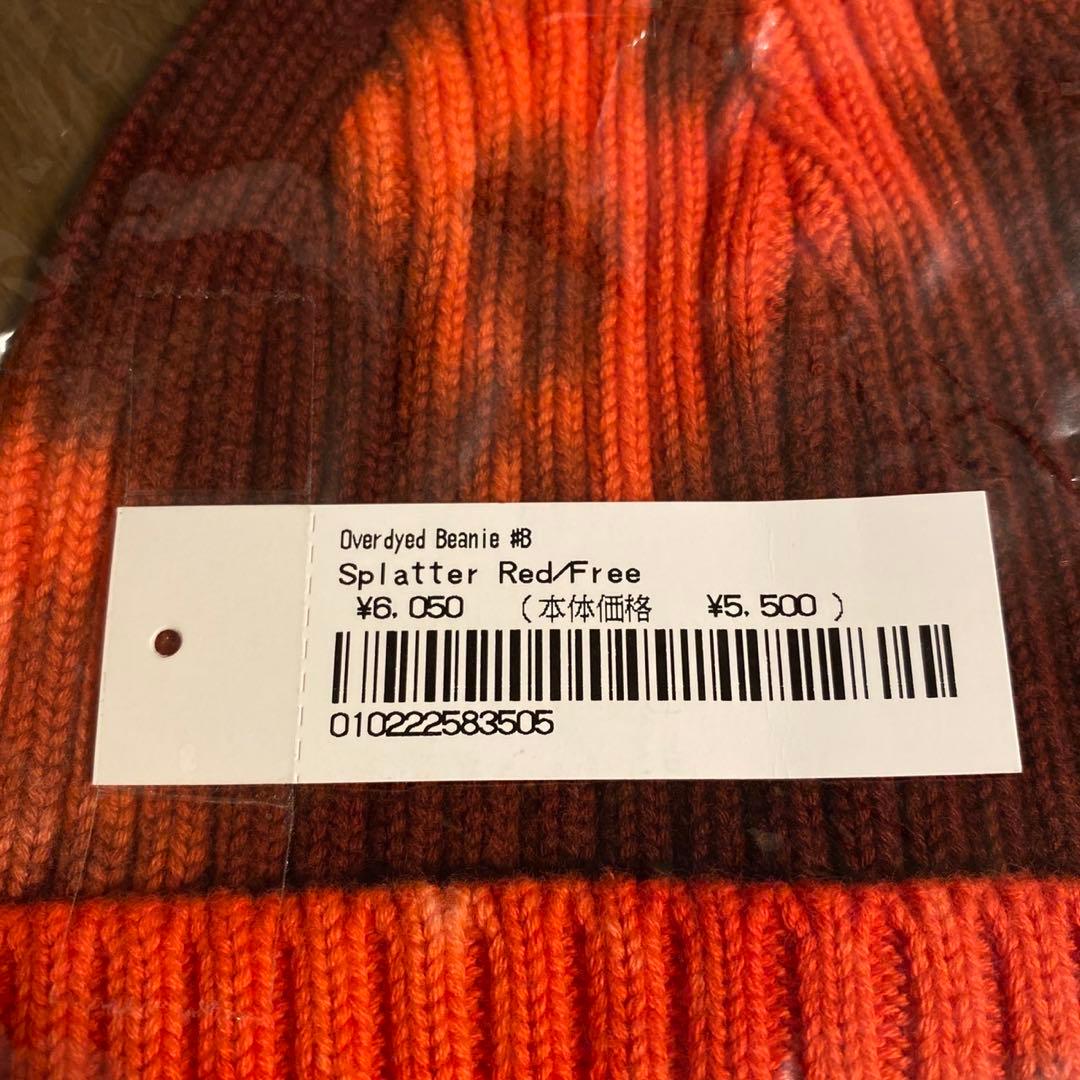 Overdyed Beanie #B
Splatter Red/Free
¥6,050 (本体価格 ¥5,500)
010222583505